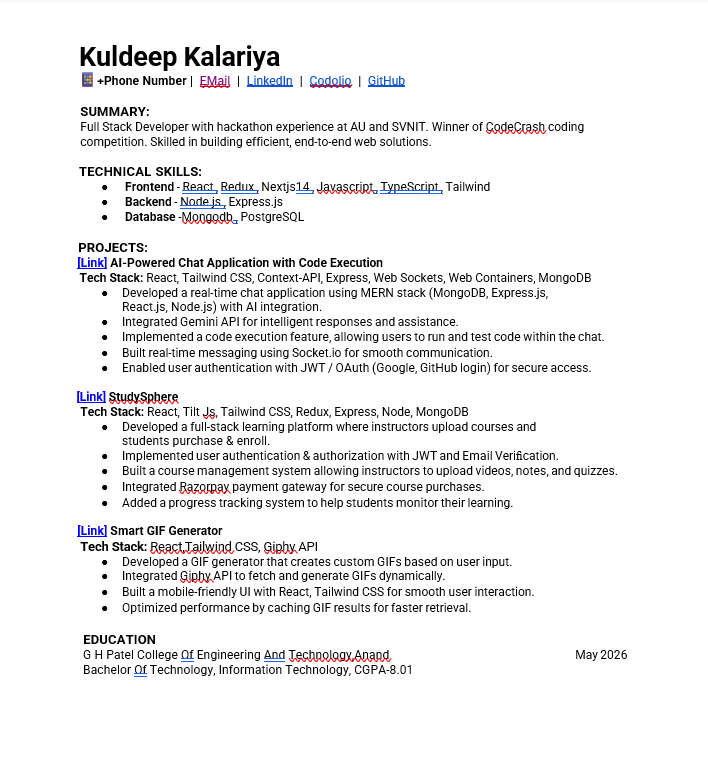 Kuldeep Kalariya
+Phone Number | EMail | LinkedIn | Codolio | GitHub
SUMMARY:
Full Stack Developer with hackathon experience at AU and SVNIT. Winner of CodeCrash coding
competition. Skilled in building efficient, end-to-end web solutions.
TECHNICAL SKILLS:
● Frontend - React , Redux , Nextjs14 , Javascript , TypeScript , Tailwind
● Backend - Node.js , Express.js
● Database -Mongodb , PostgreSQL
PROJECTS:
[Link] AI-Powered Chat Application with Code Execution
Tech Stack: React, Tailwind CSS, Context-API, Express, Web Sockets, Web Containers, MongoDB
● Developed a real-time chat application using MERN stack (MongoDB, Express.js,
React.js, Node.js) with AI integration.
● Integrated Gemini API for intelligent responses and assistance.
● Implemented a code execution feature, allowing users to run and test code within the chat.
● Built real-time messaging using Socket.io for smooth communication.
● Enabled user authentication with JWT / OAuth (Google, GitHub login) for secure access.
[Link] StudySphere
Tech Stack: React, Tilt Js, Tailwind CSS, Redux, Express, Node, MongoDB
● Developed a full-stack learning platform where instructors upload courses and
students purchase & enroll.
● Implemented user authentication & authorization with JWT and Email Verification.
● Built a course management system allowing instructors to upload videos, notes, and quizzes.
● Integrated Razorpay payment gateway for secure course purchases.
● Added a progress tracking system to help students monitor their learning.
[Link] Smart GIF Generator
Tech Stack: React,Tailwind CSS, Giphy API
● Developed a GIF generator that creates custom GIFs based on user input.
● Integrated Giphy API to fetch and generate GIFs dynamically.
● Built a mobile-friendly UI with React, Tailwind CSS for smooth user interaction.
● Optimized performance by caching GIF results for faster retrieval.
EDUCATION
G H Patel College Of Engineering And Technology,Anand May 2026
Bachelor Of Technology, Information Technology, CGPA-8.01